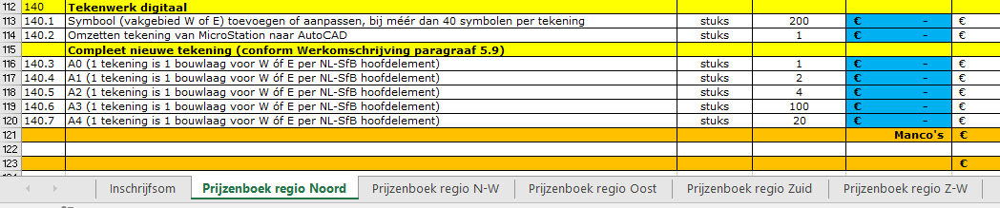 112 140 Tekenwerk digitaal
113 140.1 Symbool (vakgebied W of E) toevoegen of aanpassen, bij méér dan 40 symbolen per tekening stuks 200 € - €
114 140.2 Omzetten tekening van MicroStation naar AutoCAD stuks 1 € - €
115 Compleet nieuwe tekening (conform Werkomschrijving paragraaf 5.9)
116 140.3 A0 (1 tekening is 1 bouwlaag voor W óf E per NL-SfB hoofdelement) stuks 1 € - €
117 140.4 A1 (1 tekening is 1 bouwlaag voor W óf E per NL-SfB hoofdelement) stuks 2 € - €
118 140.5 A2 (1 tekening is 1 bouwlaag voor W óf E per NL-SfB hoofdelement) stuks 4 € - €
119 140.6 A3 (1 tekening is 1 bouwlaag voor W óf E per NL-SfB hoofdelement) stuks 100 € - €
120 140.7 A4 (1 tekening is 1 bouwlaag voor W óf E per NL-SfB hoofdelement) stuks 20 € - €
121 Manco's €
122
123 €
Inschrijfsom Prijzenboek regio Noord Prijzenboek regio N-W Prijzenboek regio Oost Prijzenboek regio Zuid Prijzenboek regio Z-W